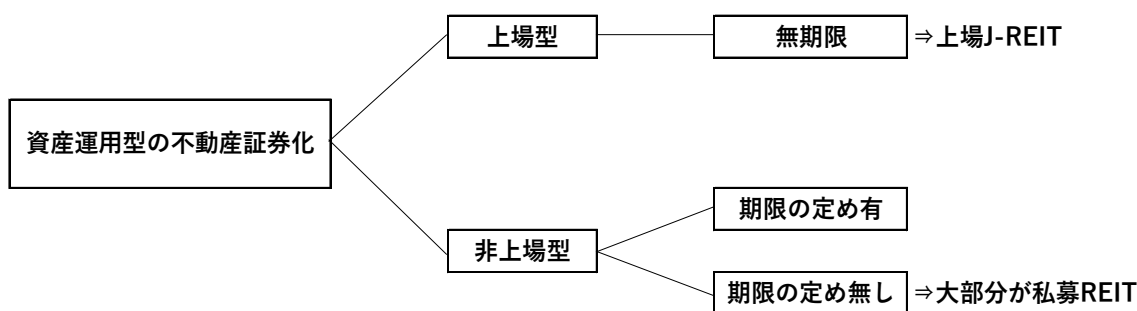 上場型
無期限
⇒上場J-REIT
資産運用型の不動産証券化
期限の定め有
非上場型
期限の定め無し
⇒大部分が私募REIT